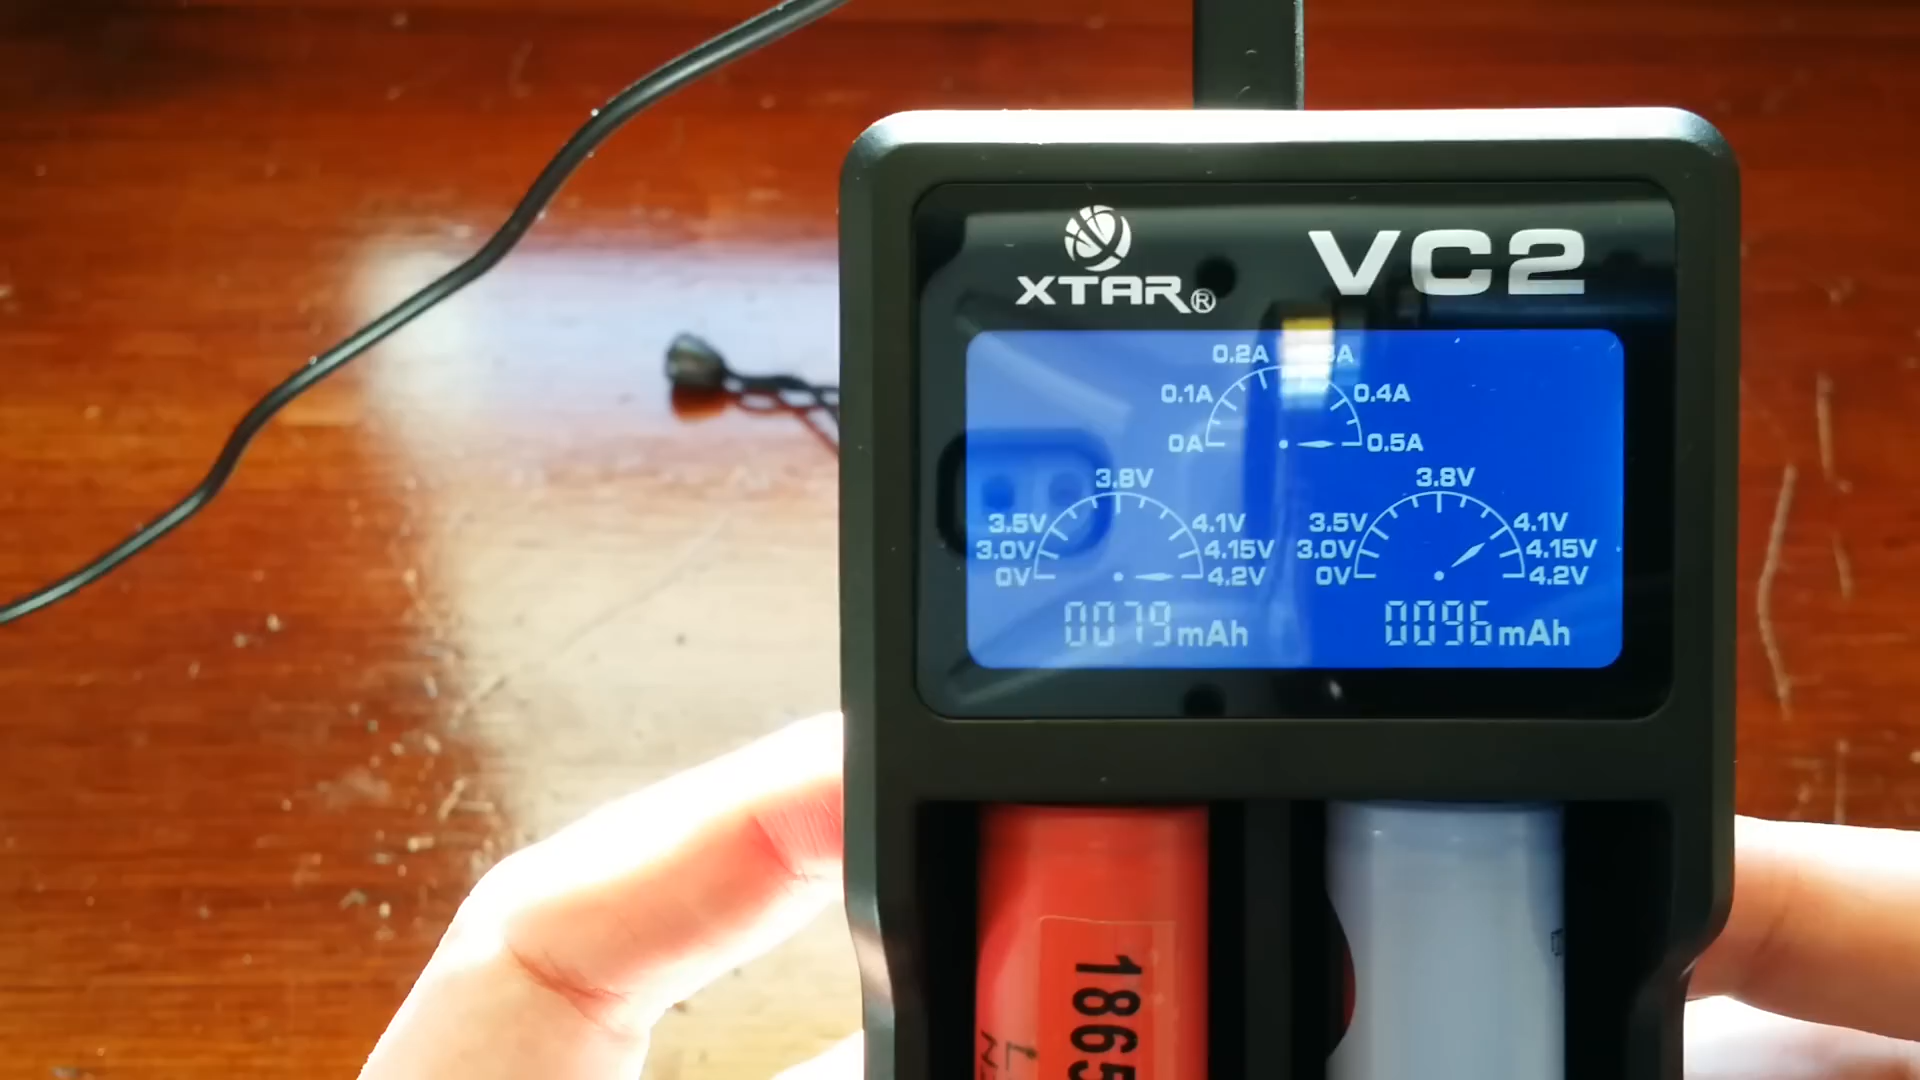 XTAR® VC2
0.2A
0.1A 0.4A
0A 0.5A
3.8V 3.8V
3.5V 4.1V 3.5V 4.1V
3.0V 4.15V 3.0V 4.15V
0V 4.2V 0V 4.2V
0079mAh 0096mAh
1865